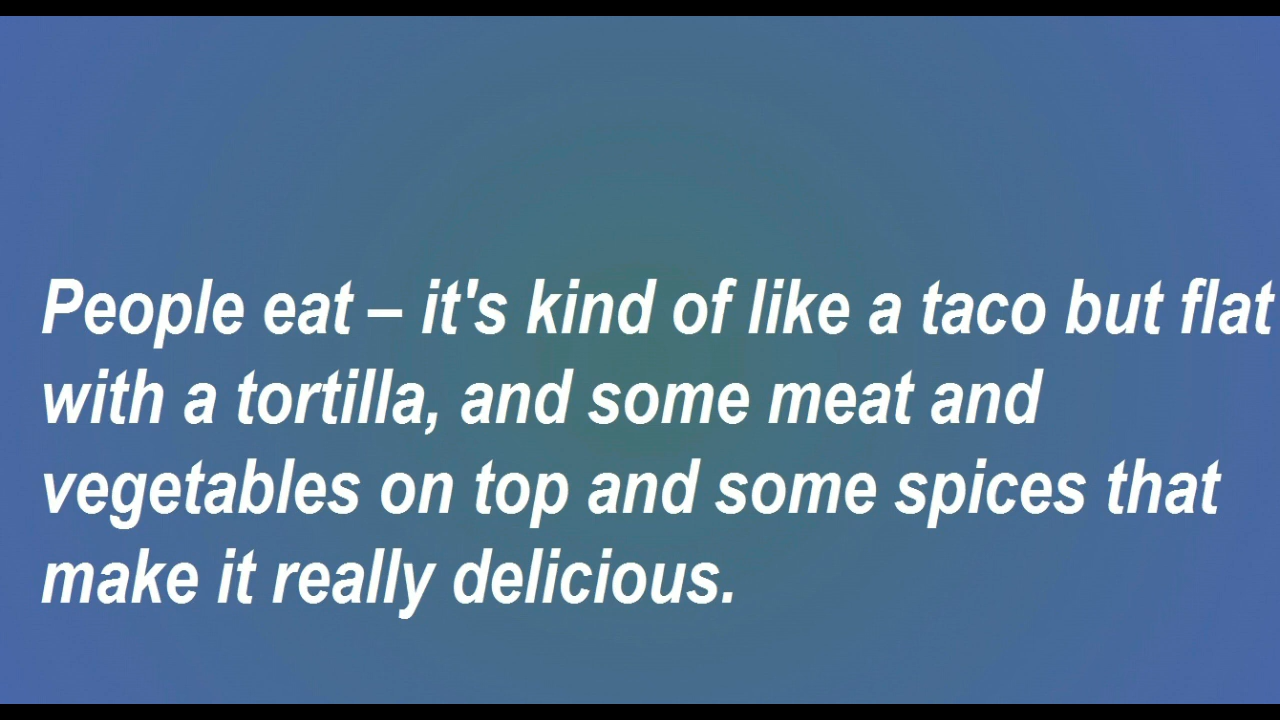 People eat – it's kind of like a taco but flat
with a tortilla, and some meat and
vegetables on top and some spices that
make it really delicious.